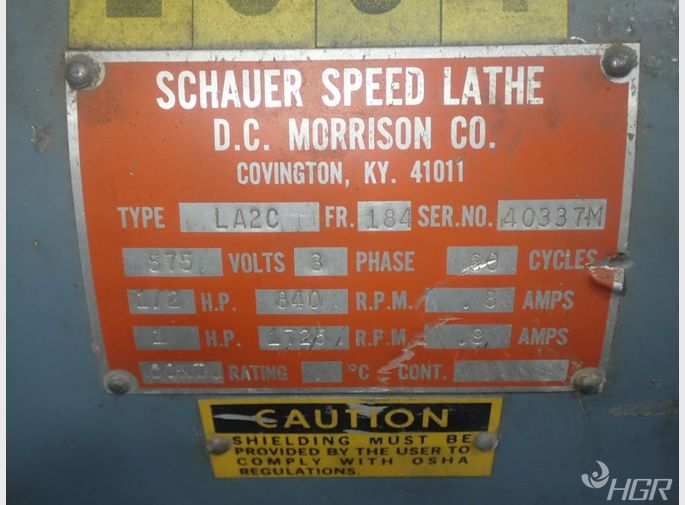 SCHAUER SPEED LATHE
D.C. MORRISON CO.
COVINGTON, KY. 41011
TYPE LA2C FR. 184 SER.NO. 40337M
575 VOLTS 3 PHASE 60 CYCLES
1/2 H.P. 840 R.P.M. .8 AMPS
1 H.P. 1725 R.P.M. .9 AMPS
CONT. RATING °C CONT.
CAUTION
SHIELDING MUST BE
PROVIDED BY THE USER TO
COMPLY WITH OSHA
REGULATIONS.
HGR